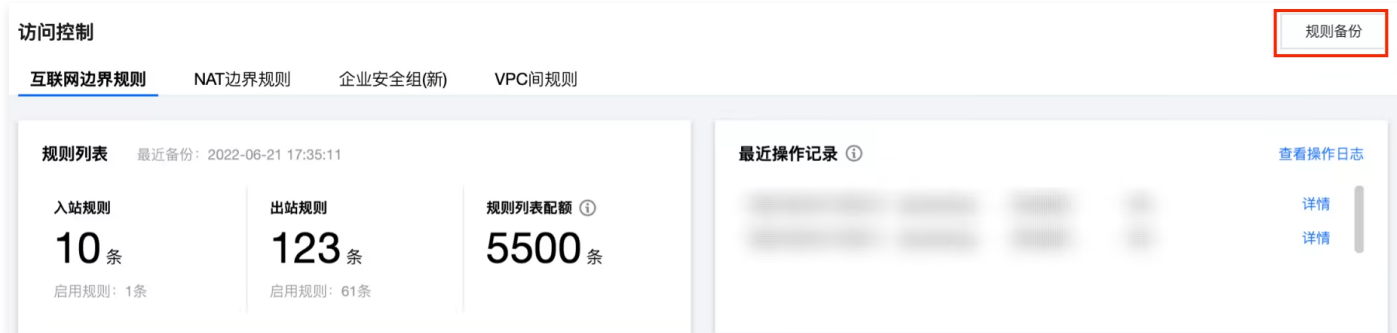 访问控制
规则备份
互联网边界规则 NAT边界规则 企业安全组(新) VPC间规则
规则列表 最近备份：2022-06-21 17:35:11
入站规则 出站规则 规则列表配额
10条 123条 5500条
启用规则：1条 启用规则：61条
最近操作记录 查看操作日志
详情
详情